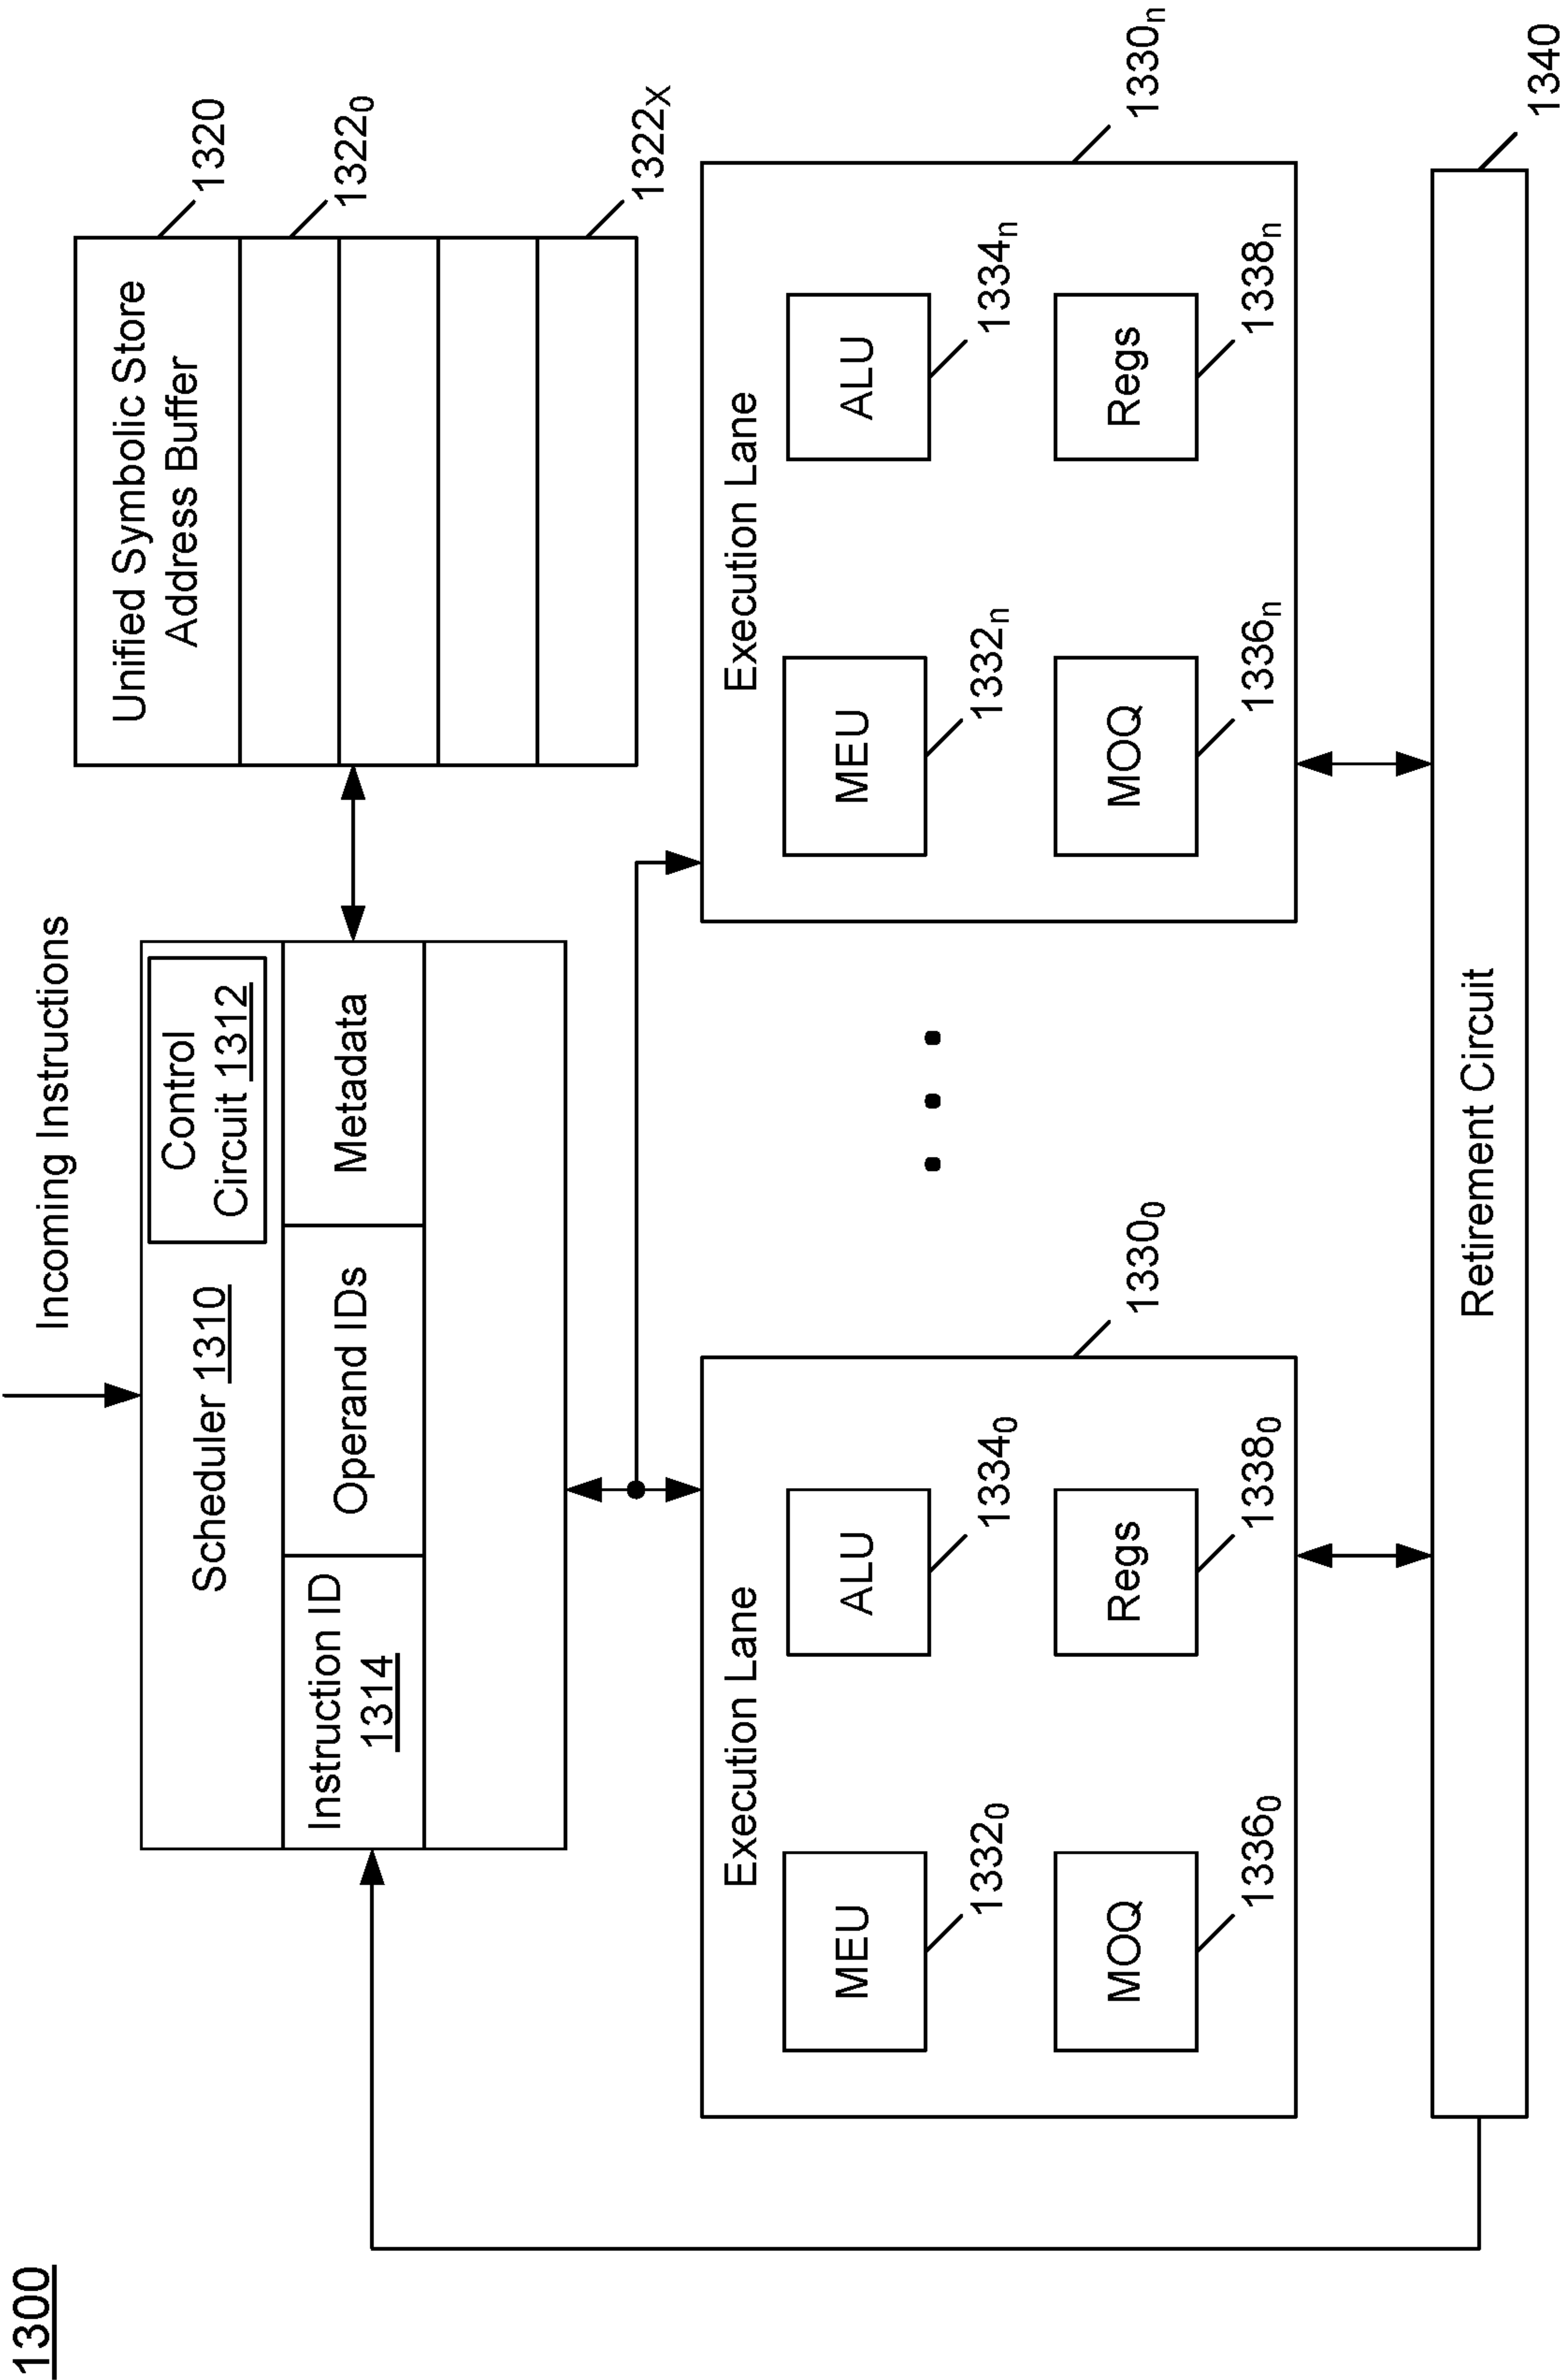 1300
Incoming Instructions
Scheduler 1310
Control
Circuit 1312
Instruction ID
1314
Operand IDs
Metadata
Unified Symbolic Store
Address Buffer
1320
1322₀
1322ₓ
Execution Lane
1330₀
MEU
1332₀
ALU
1334₀
MOQ
1336₀
Regs
1338₀
Execution Lane
1330ₙ
MEU
1332ₙ
ALU
1334ₙ
MOQ
1336ₙ
Regs
1338ₙ
Retirement Circuit
1340